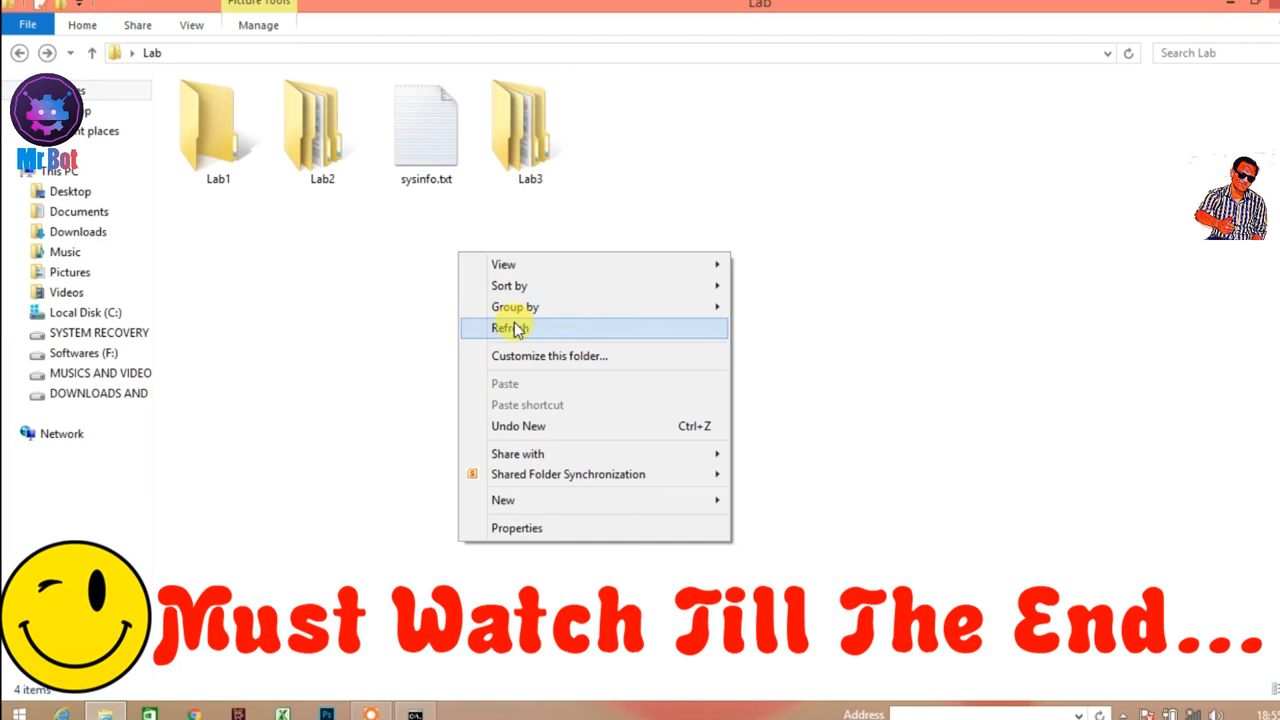 Lab
Picture Tools
File Home Share View Manage
Lab
Search Lab
Mr.Bot
This PC
Desktop
Documents
Downloads
Music
Pictures
Videos
Local Disk (C:)
SYSTEM RECOVERY
Softwares (F:)
MUSICS AND VIDEO
DOWNLOADS AND
Network
Lab1 Lab2 sysinfo.txt Lab3
View
Sort by
Group by
Refresh
Customize this folder...
Paste
Paste shortcut
Undo New Ctrl+Z
Share with
Shared Folder Synchronization
New
Properties
Must Watch Till The End...
4 items
Address